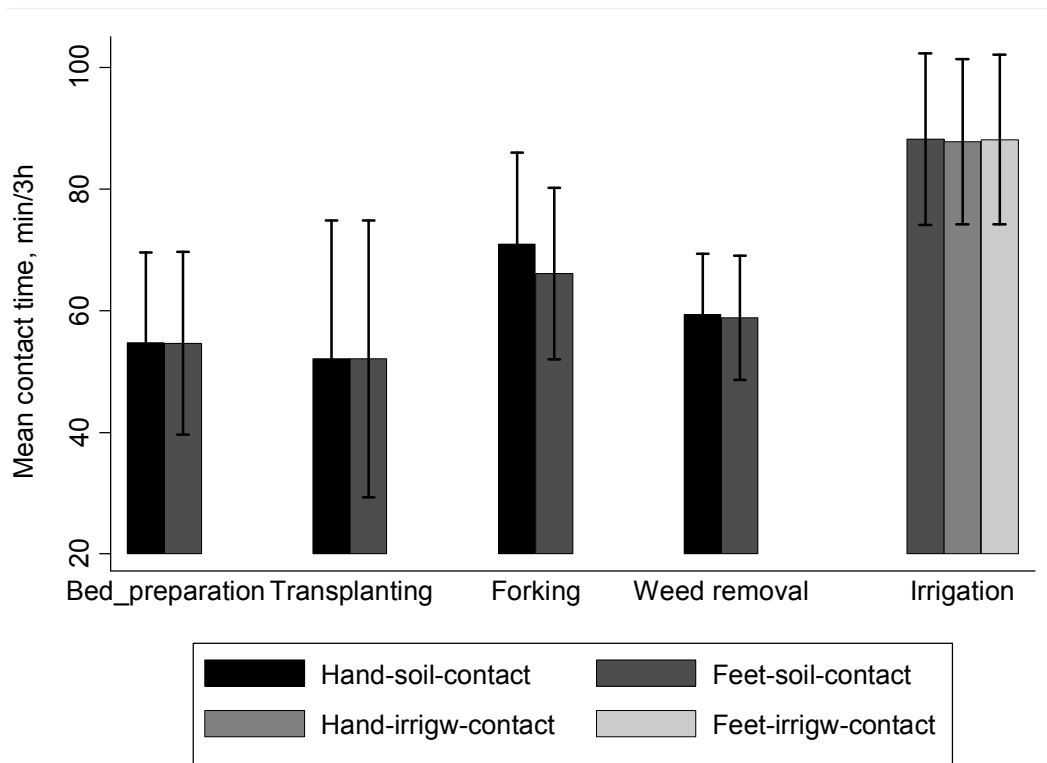 Mean contact time, min/3h
100
80
60
40
20
Bed_preparation Transplanting Forking Weed removal Irrigation
Hand-soil-contact Feet-soil-contact
Hand-irrigw-contact Feet-irrigw-contact